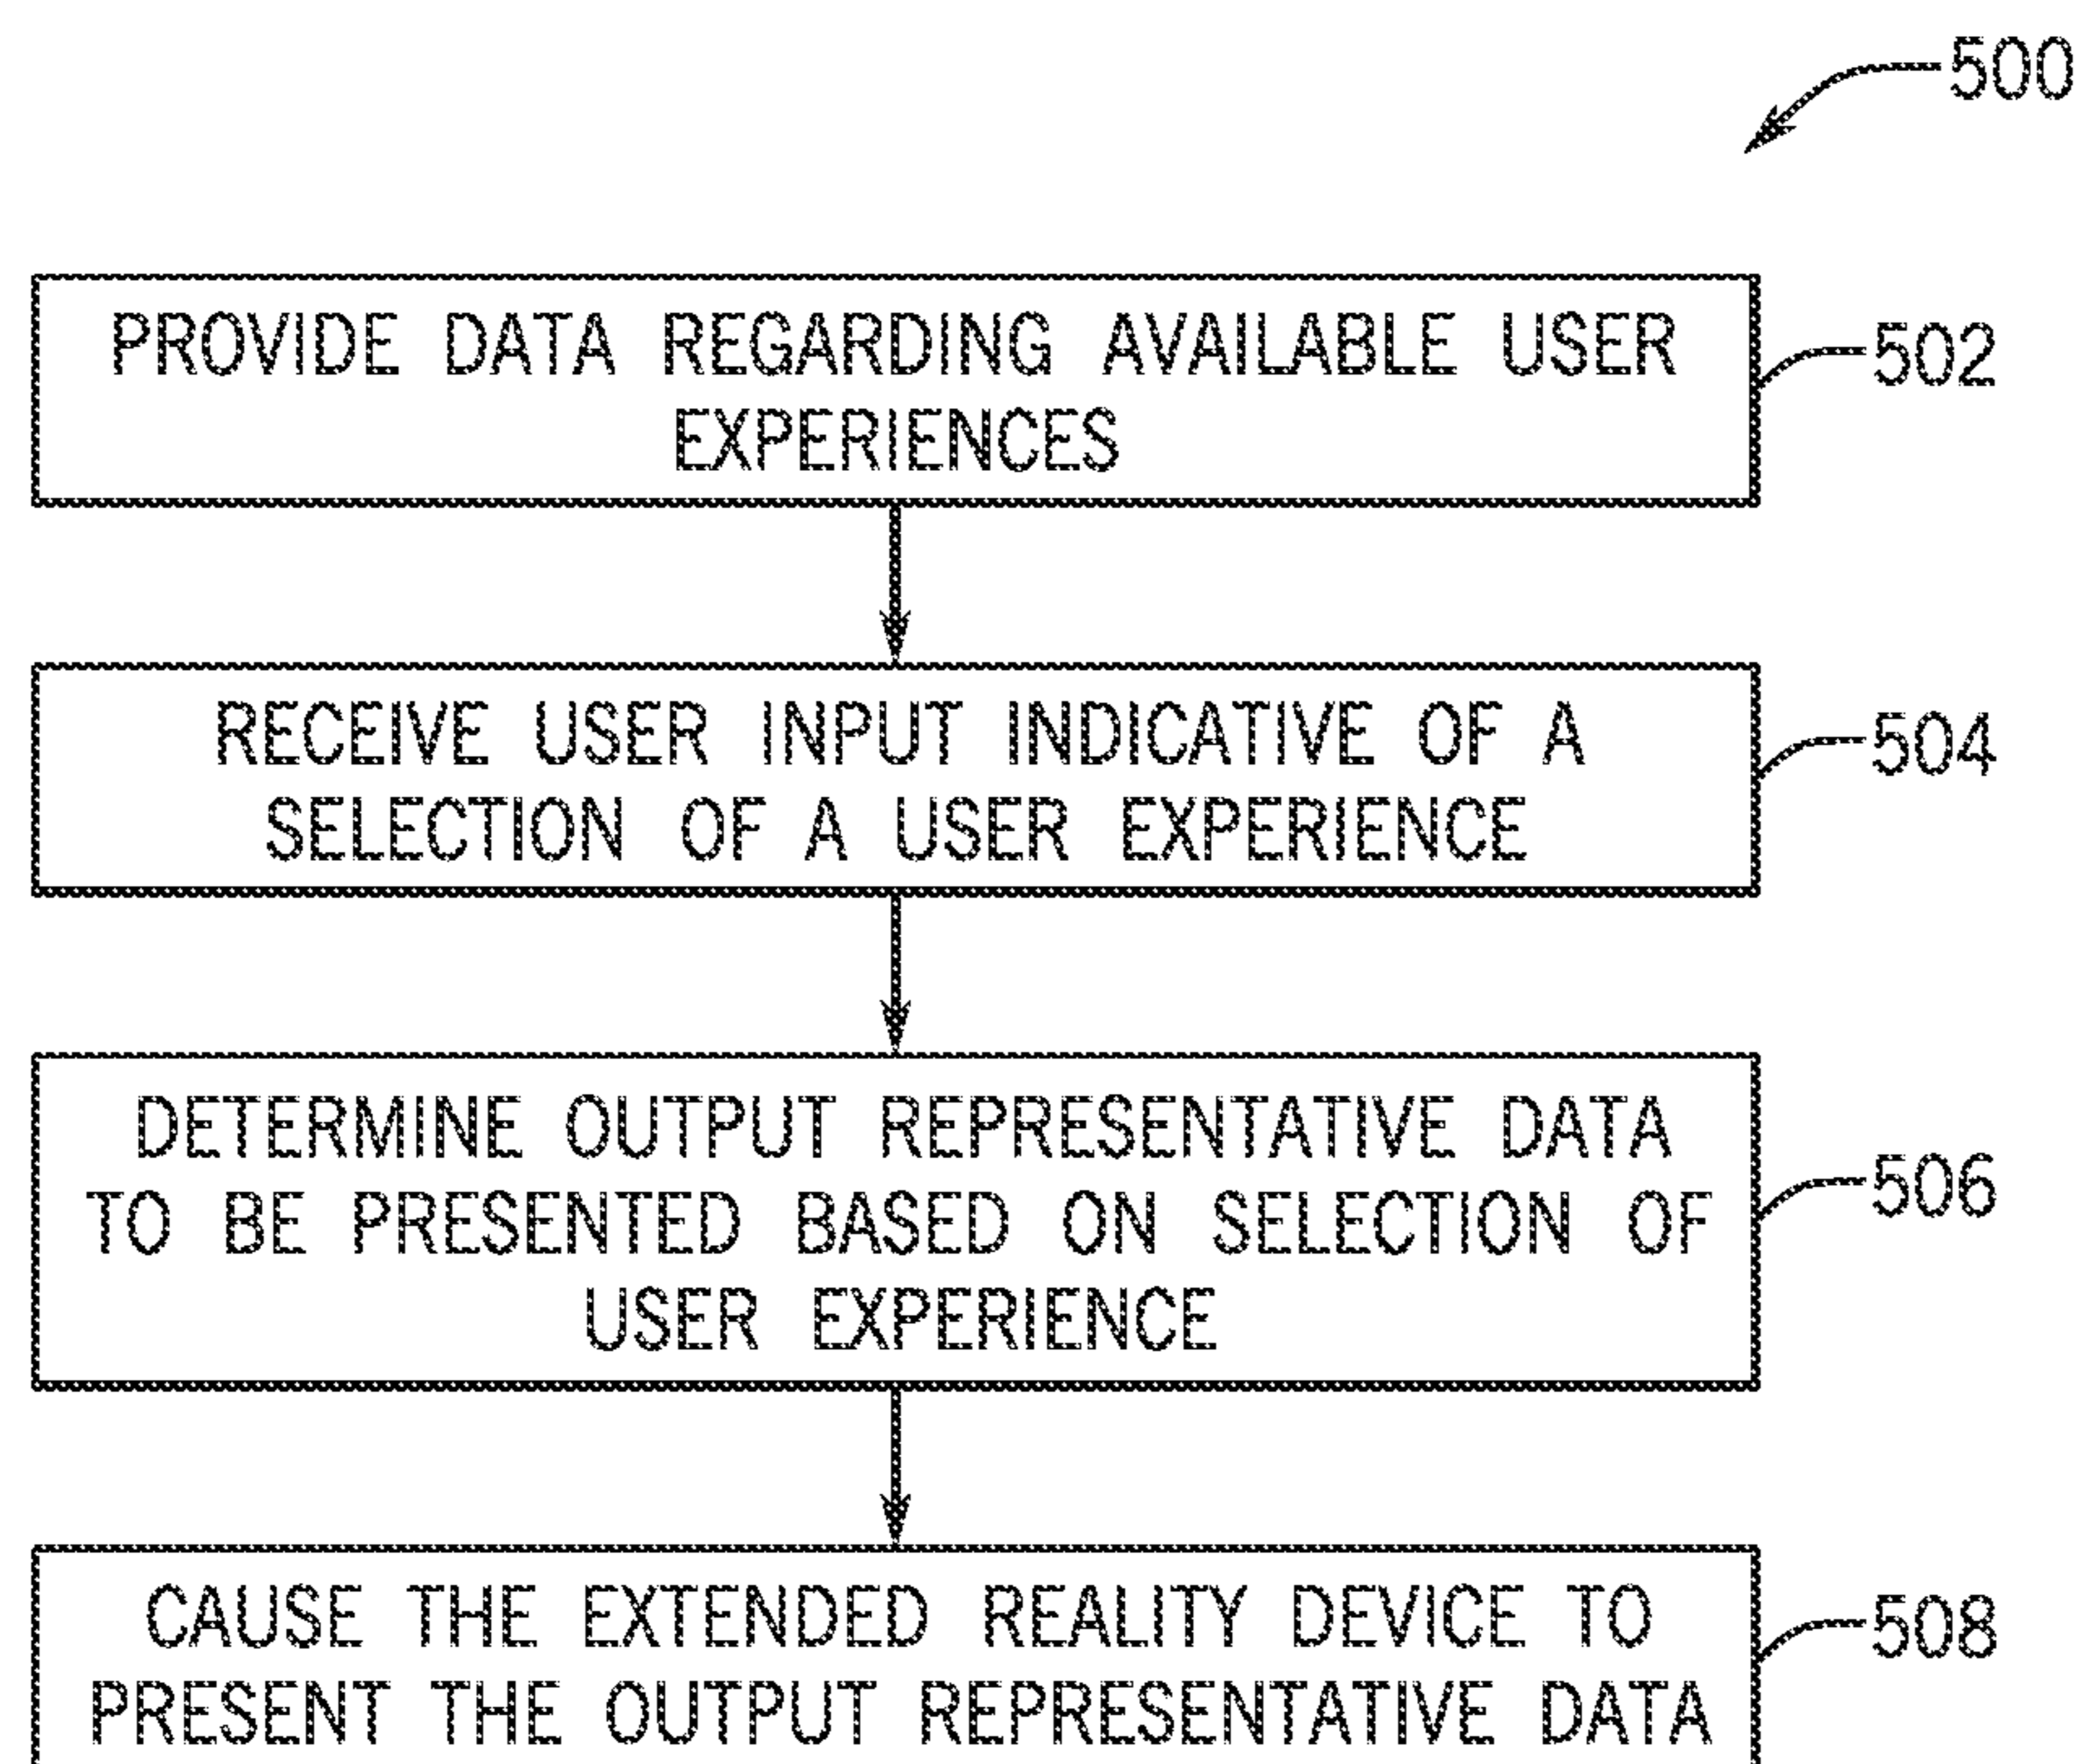 500
PROVIDE DATA REGARDING AVAILABLE USER
EXPERIENCES
502
RECEIVE USER INPUT INDICATIVE OF A
SELECTION OF A USER EXPERIENCE
504
DETERMINE OUTPUT REPRESENTATIVE DATA
TO BE PRESENTED BASED ON SELECTION OF
USER EXPERIENCE
506
CAUSE THE EXTENDED REALITY DEVICE TO
PRESENT THE OUTPUT REPRESENTATIVE DATA
508